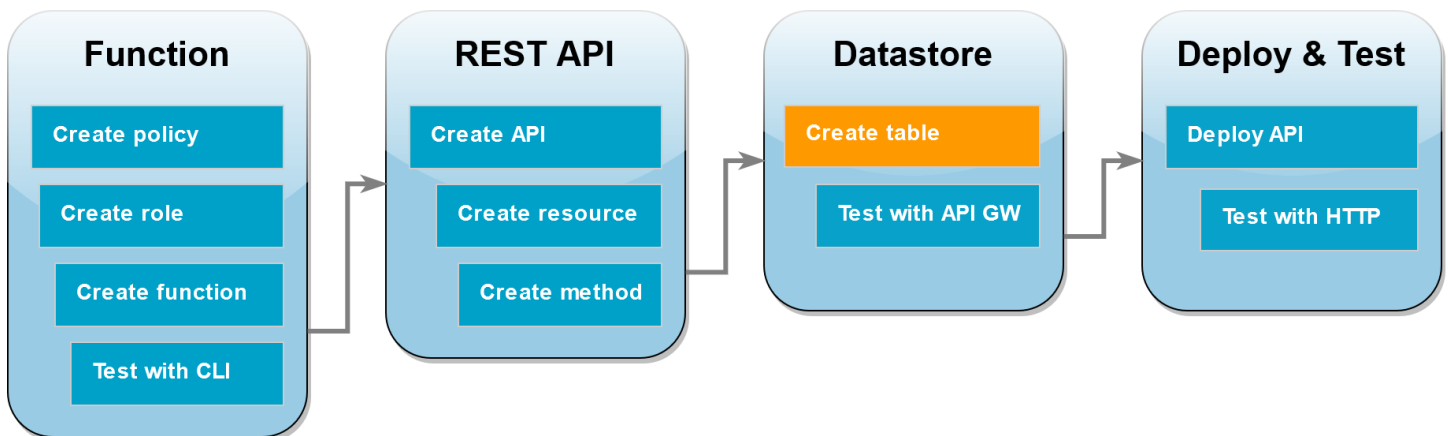 Function
Create policy
Create role
Create function
Test with CLI
REST API
Create API
Create resource
Create method
Datastore
Create table
Test with API GW
Deploy & Test
Deploy API
Test with HTTP